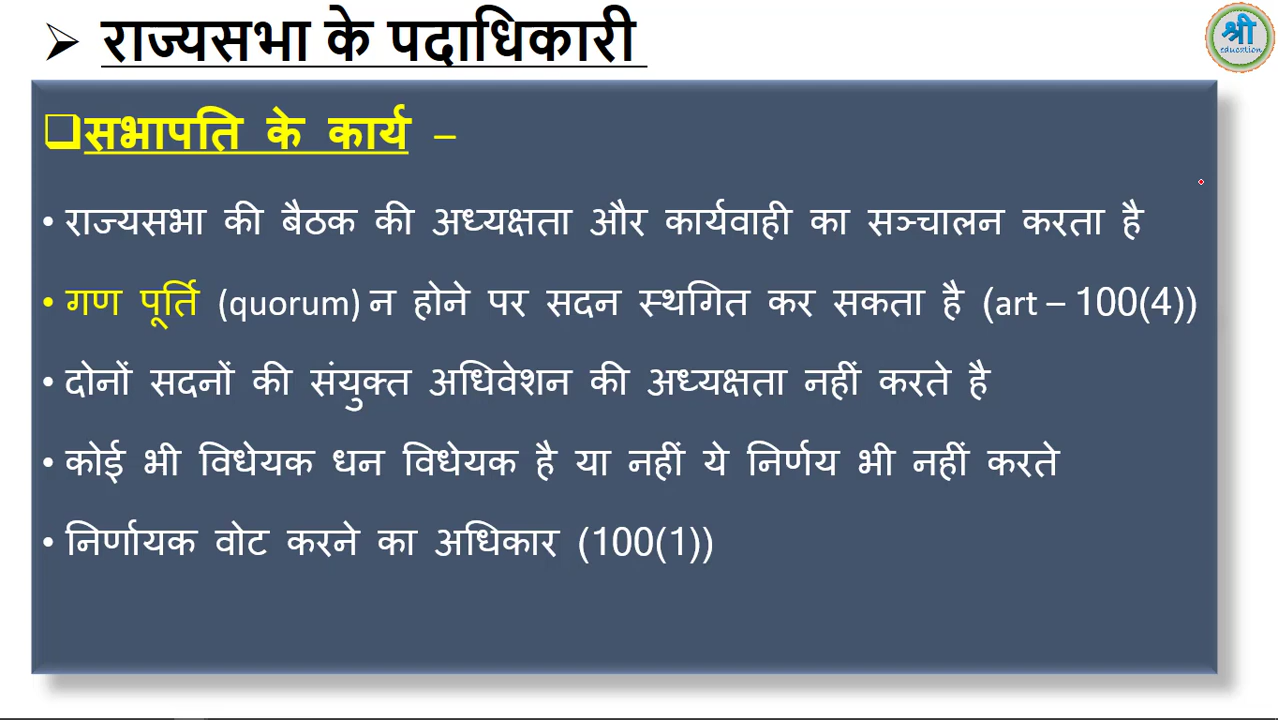 राज्यसभा के पदाधिकारी
श्री
education
सभापति के कार्य –
• राज्यसभा की बैठक की अध्यक्षता और कार्यवाही का सञ्चालन करता है
• गण पूर्ति (quorum) न होने पर सदन स्थगित कर सकता है (art – 100(4))
• दोनों सदनों की संयुक्त अधिवेशन की अध्यक्षता नहीं करते है
• कोई भी विधेयक धन विधेयक है या नहीं ये निर्णय भी नहीं करते
• निर्णायक वोट करने का अधिकार (100(1))